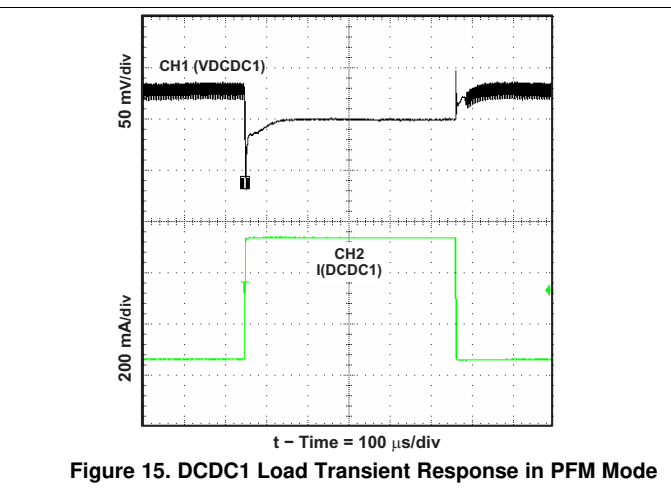 50 mV/div
CH1 (VDCDC1)
T
CH2
I(DCDC1)
T
200 mA/div
t − Time = 100 μs/div
Figure 15. DCDC1 Load Transient Response in PFM Mode